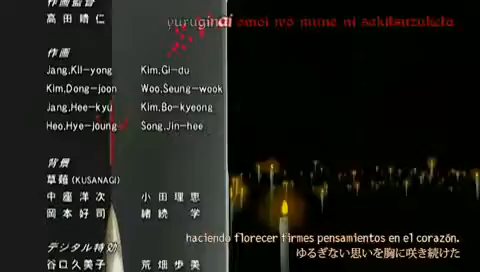 作画監督
高田晴仁
yuruginai omoi wo mune ni sakitsuzuketa
作画
Jang,Kil-yong Kim,Gi-du
Kim,Dong-joon Woo,Seung-wook
Jang,Hee-kyu Kim,Bo-kyeong
Heo,Hye-joung Song,Jin-hee
背景
草薙(KUSANAGI)
中座洋次 小田理恵
岡本好司 緒続 学
haciendo florecer firmes pensamientos en el corazón.
ゆるぎない思いを胸に咲き続けた
デジタル特効
谷口久美子 荒畑歩美